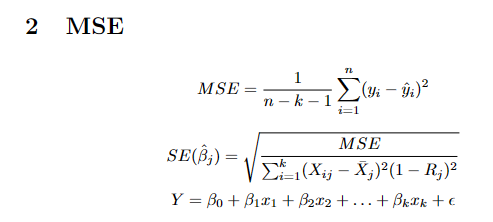 2 MSE
MSE = \frac{1}{n - k - 1} \sum_{i=1}^{n} (y_i - \hat{y}_i)^2
SE(\hat{\beta}_j) = \sqrt{\frac{MSE}{\sum_{i=1}^{k} (X_{ij} - \bar{X}_j)^2 (1 - R_j)^2}}
Y = \beta_0 + \beta_1 x_1 + \beta_2 x_2 + \ldots + \beta_k x_k + \epsilon